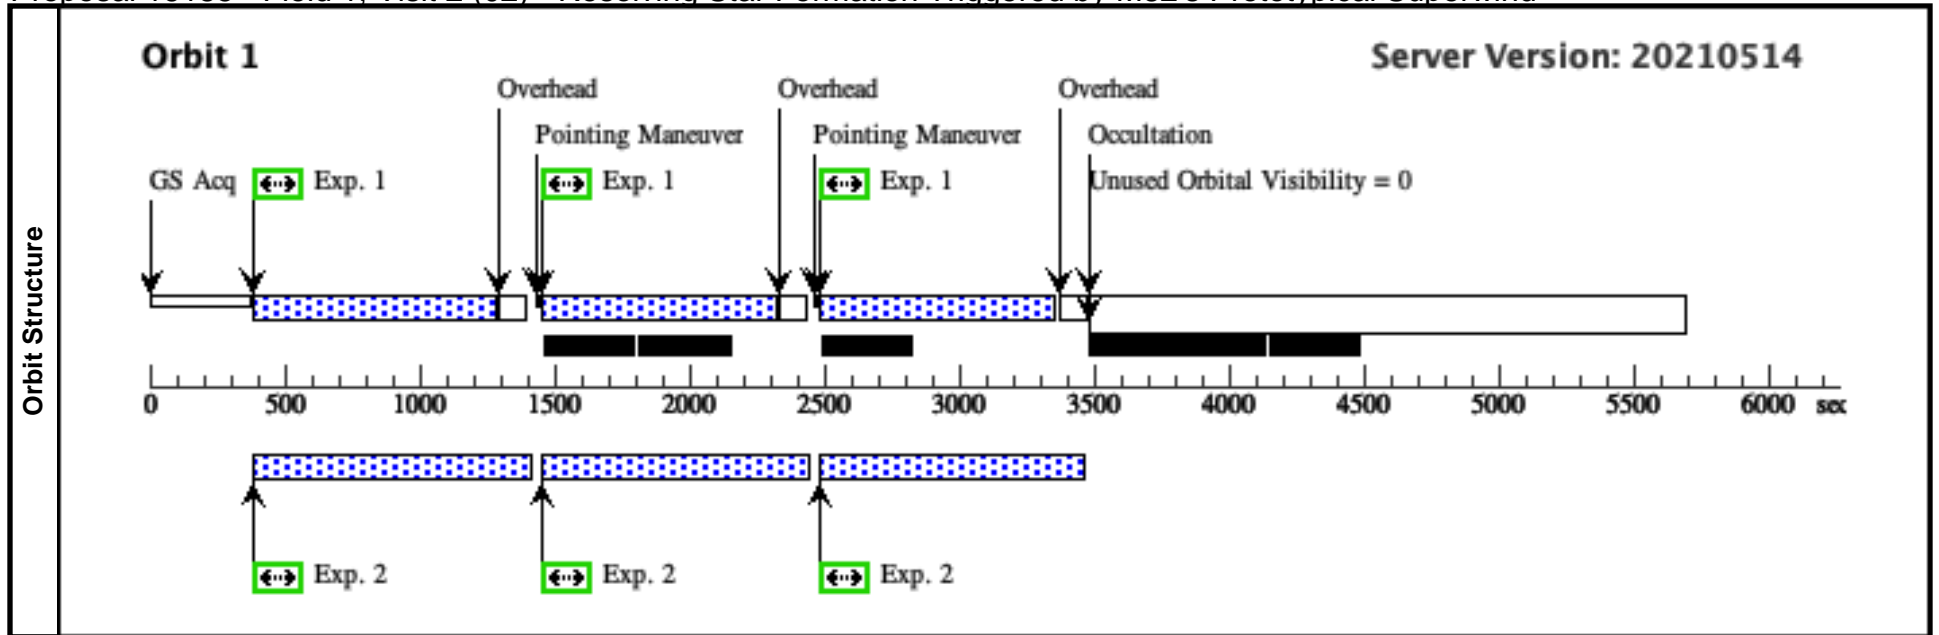 Orbit 1
Server Version: 20210514
Overhead
Overhead
Overhead
Pointing Maneuver
Pointing Maneuver
Occultation
GS Acq
Exp. 1
Exp. 1
Exp. 1
Unused Orbital Visibility = 0
Orbit Structure
0 500 1000 1500 2000 2500 3000 3500 4000 4500 5000 5500 6000 sec
Exp. 2
Exp. 2
Exp. 2